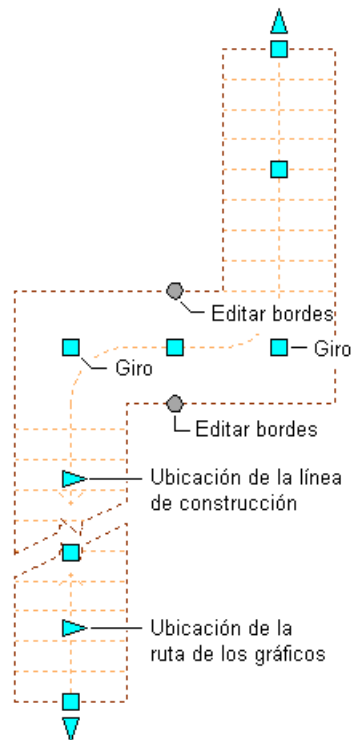 Editar bordes
Giro
Giro
Editar bordes
Ubicación de la línea
de construcción
Ubicación de la
ruta de los gráficos